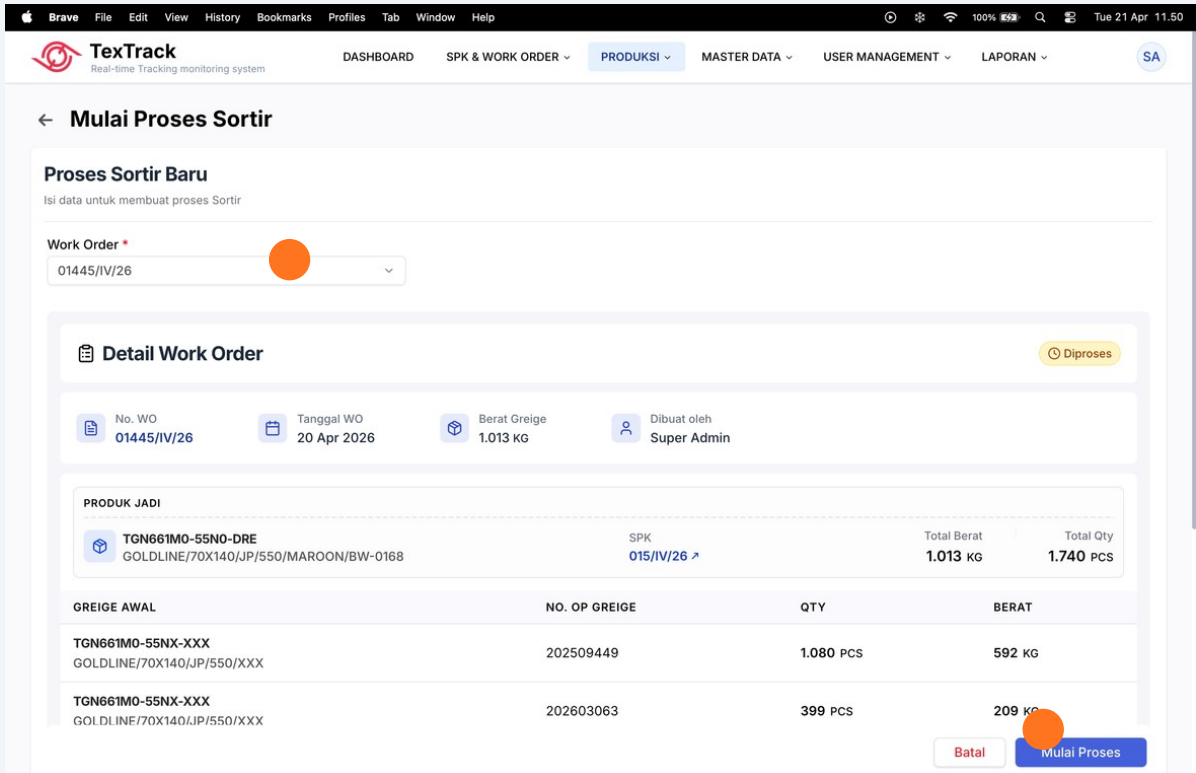 Brave File Edit View History Bookmarks Profiles Tab Window Help 100% Tue 21 Apr 11.50
TexTrack
Real-time Tracking monitoring system
DASHBOARD SPK & WORK ORDER PRODUKSI MASTER DATA USER MANAGEMENT LAPORAN SA
Mulai Proses Sortir
Proses Sortir Baru
Isi data untuk membuat proses Sortir
Work Order *
01445/IV/26
Detail Work Order Diproses
No. WO Tanggal WO Berat Greige Dibuat oleh
01445/IV/26 20 Apr 2026 1.013 KG Super Admin
PRODUK JADI
TGN661M0-55N0-DRE SPK Total Berat Total Qty
GOLDLINE/70X140/JP/550/MAROON/BW-0168 015/IV/26 ↗ 1.013 KG 1.740 PCS
GREIGE AWAL NO. OP GREIGE QTY BERAT
TGN661M0-55NX-XXX
GOLDLINE/70X140/JP/550/XXX 202509449 1.080 PCS 592 KG
TGN661M0-55NX-XXX
GOLDLINE/70X140/JP/550/XXX 202603063 399 PCS 209 KG
Batal Mulai Proses